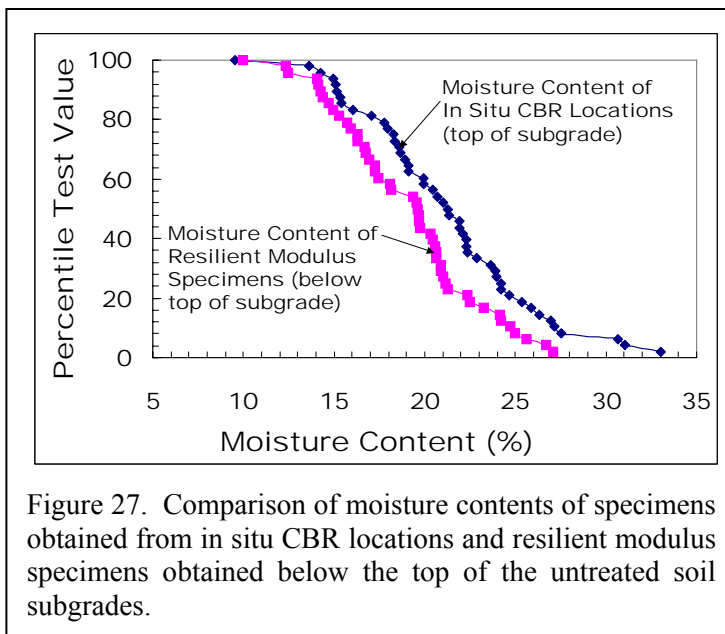 100
80
60
40
20
0
Percentile Test Value
Moisture Content of
In Situ CBR Locations
(top of subgrade)
Moisture Content of
Resilient Modulus
Specimens (below
top of subgrade)
5 10 15 20 25 30 35
Moisture Content (%)
Figure 27. Comparison of moisture contents of specimens
obtained from in situ CBR locations and resilient modulus
specimens obtained below the top of the untreated soil
subgrades.